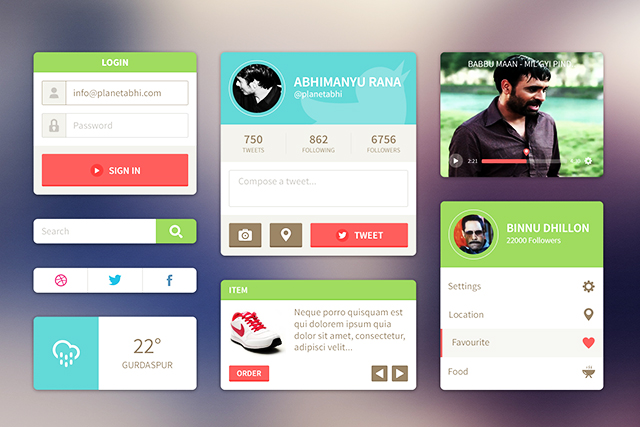 LOGIN
info@planetabhi.com
Password
SIGN IN
Search
22°
GURDASPUR
ABHIMANYU RANA
@planetabhi
750
TWEETS
862
FOLLOWING
6756
FOLLOWERS
Compose a tweet...
TWEET
ITEM
Neque porro quisquam est
qui dolorem ipsum quia
dolor sit amet, consectetur,
adipisci velit...
ORDER
BABBU MAAN - MIL GYI PIND
2:21
BINNU DHILLON
22000 Followers
Settings
Location
Favourite
Food